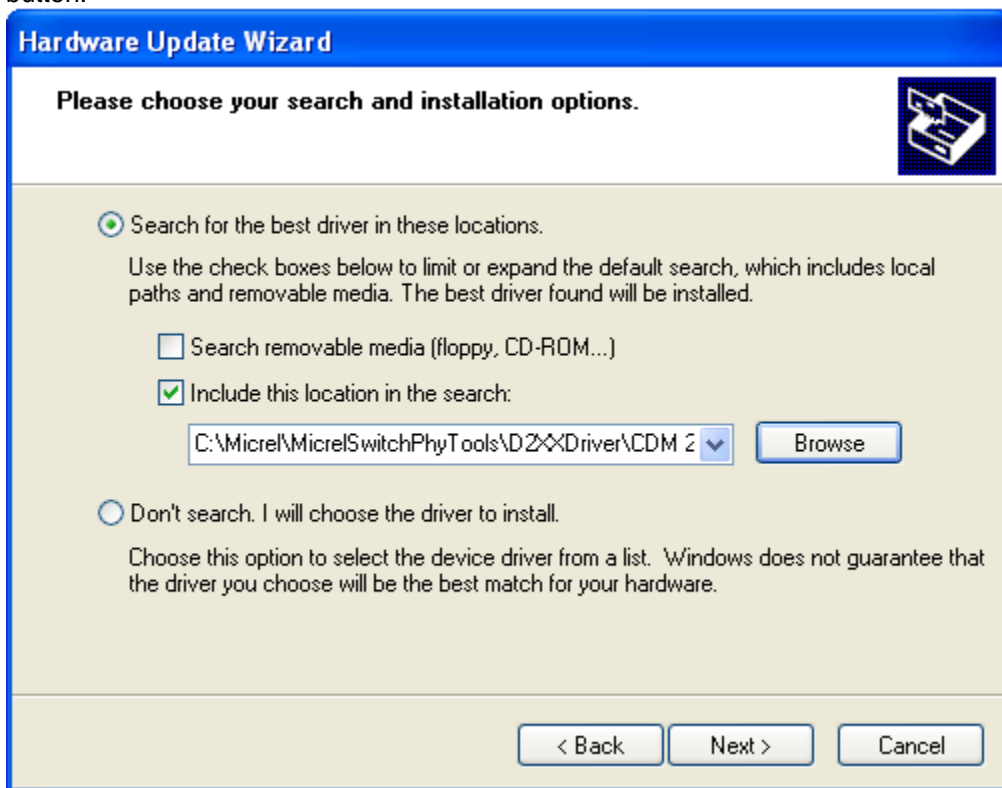 button.
Hardware Update Wizard
Please choose your search and installation options.
Search for the best driver in these locations.
Use the check boxes below to limit or expand the default search, which includes local
paths and removable media. The best driver found will be installed.
Search removable media (floppy, CD-ROM...)
Include this location in the search:
C:\Micrel\MicrelSwitchPhyTools\D2XXDriver\CDM 2
Browse
Don't search. I will choose the driver to install.
Choose this option to select the device driver from a list. Windows does not guarantee that
the driver you choose will be the best match for your hardware.
< Back Next > Cancel